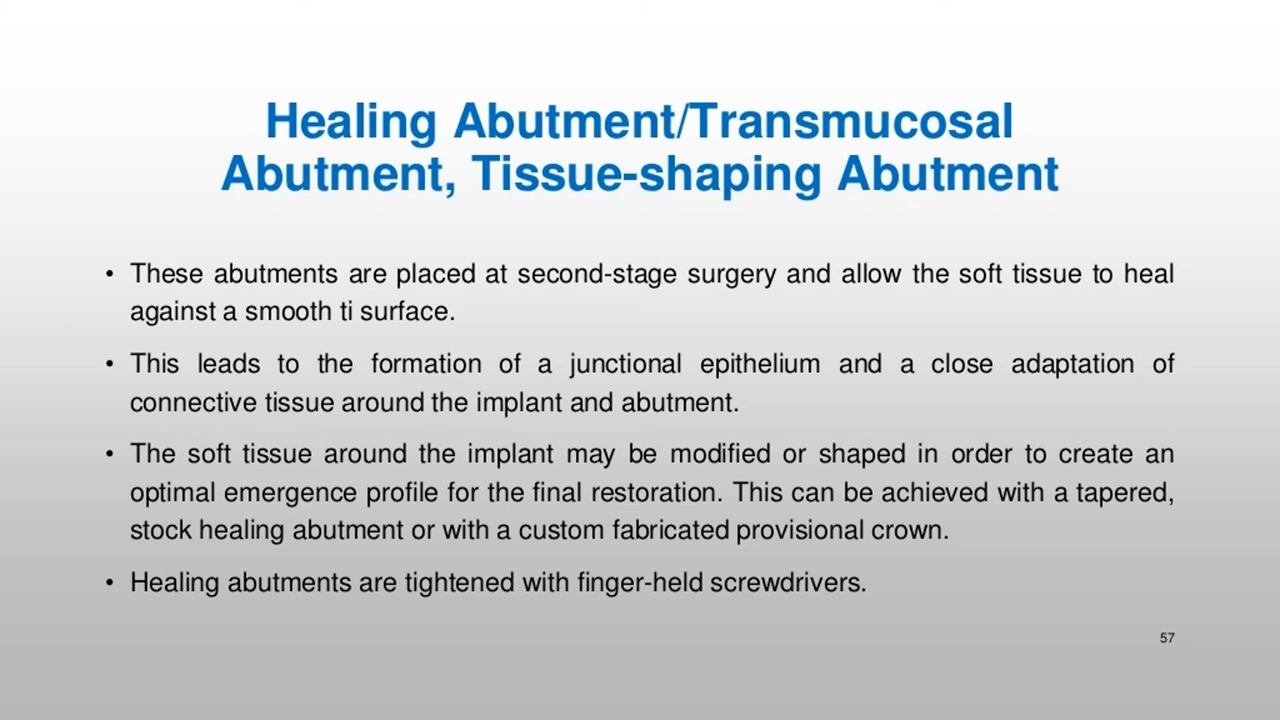 Healing Abutment/Transmucosal
Abutment, Tissue-shaping Abutment
• These abutments are placed at second-stage surgery and allow the soft tissue to heal
against a smooth ti surface.
• This leads to the formation of a junctional epithelium and a close adaptation of
connective tissue around the implant and abutment.
• The soft tissue around the implant may be modified or shaped in order to create an
optimal emergence profile for the final restoration. This can be achieved with a tapered,
stock healing abutment or with a custom fabricated provisional crown.
• Healing abutments are tightened with finger-held screwdrivers.
57